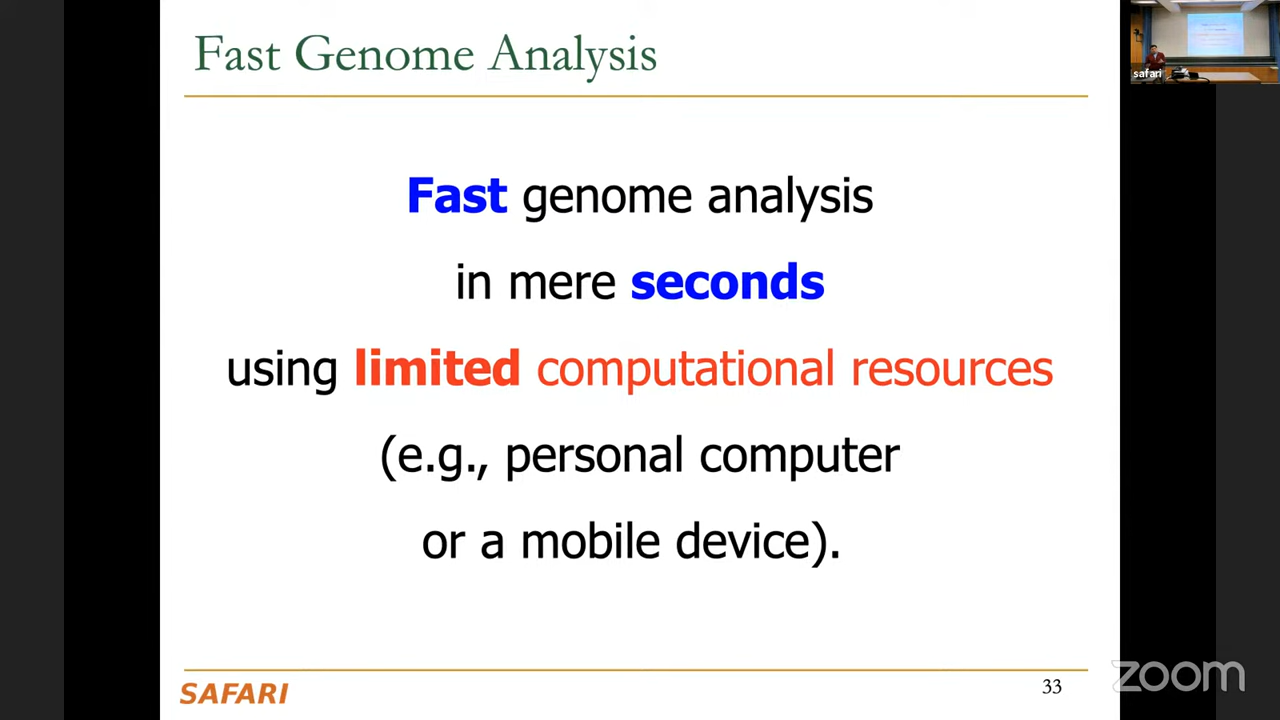 Fast Genome Analysis
safari
Fast genome analysis
in mere seconds
using limited computational resources
(e.g., personal computer
or a mobile device).
SAFARI
33
zoom